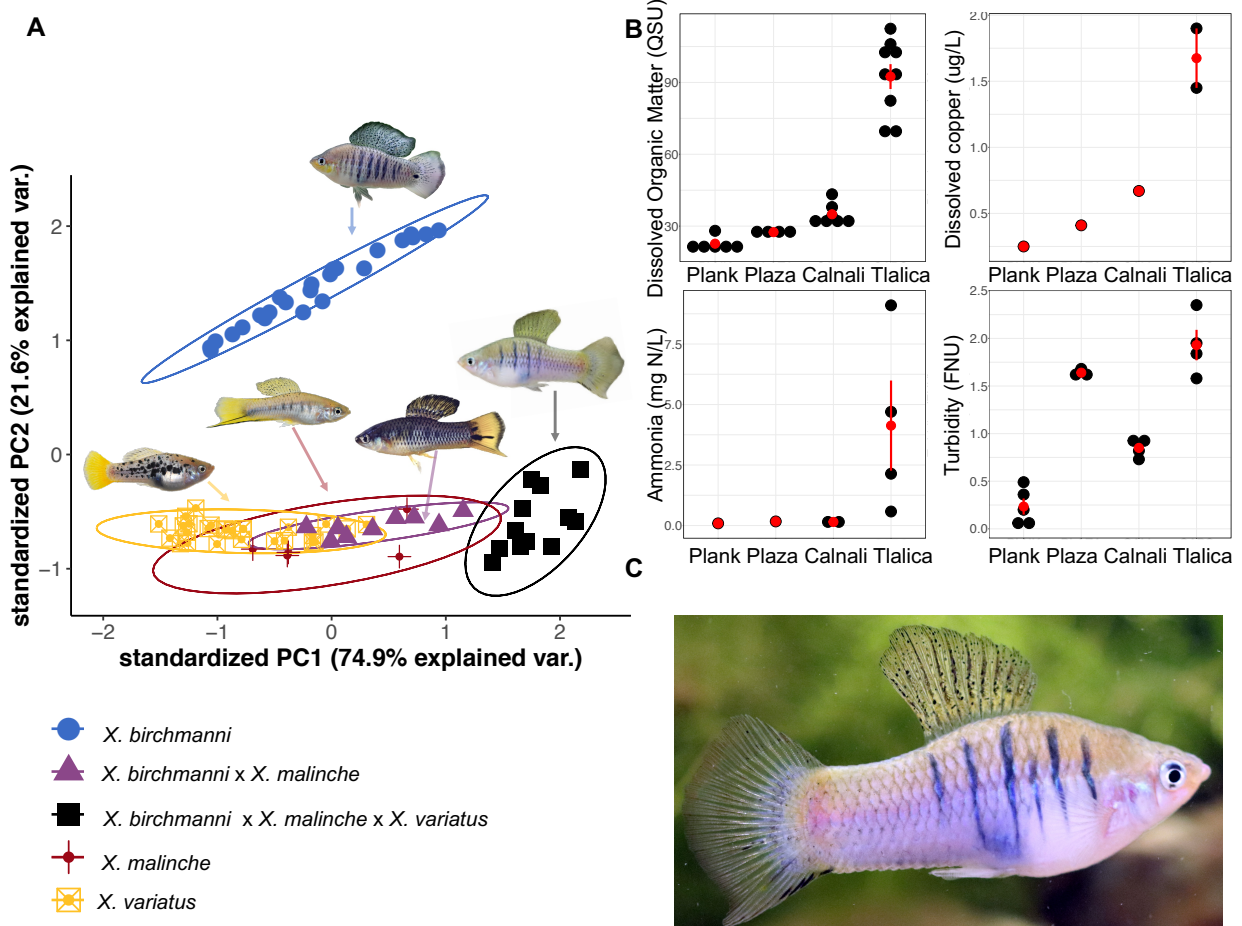 A
standardized PC2 (21.6% explained var.)
2
1
0
−1
−2
−1
0
1
2
standardized PC1 (74.9% explained var.)
X. birchmanni
X. birchmanni x X. malinche
X. birchmanni x X. malinche x X. variatus
X. malinche
X. variatus
B
Dissolved Organic Matter (QSU)
90
60
30
Plank Plaza Calnali Tlalica
Dissolved copper (ug/L)
2.0
1.5
1.0
0.5
Plank Plaza Calnali Tlalica
Ammonia (mg N/L)
7.5
5.0
2.5
0.0
Plank Plaza Calnali Tlalica
Turbidity (FNU)
2.5
2.0
1.5
1.0
0.5
0.0
Plank Plaza Calnali Tlalica
C